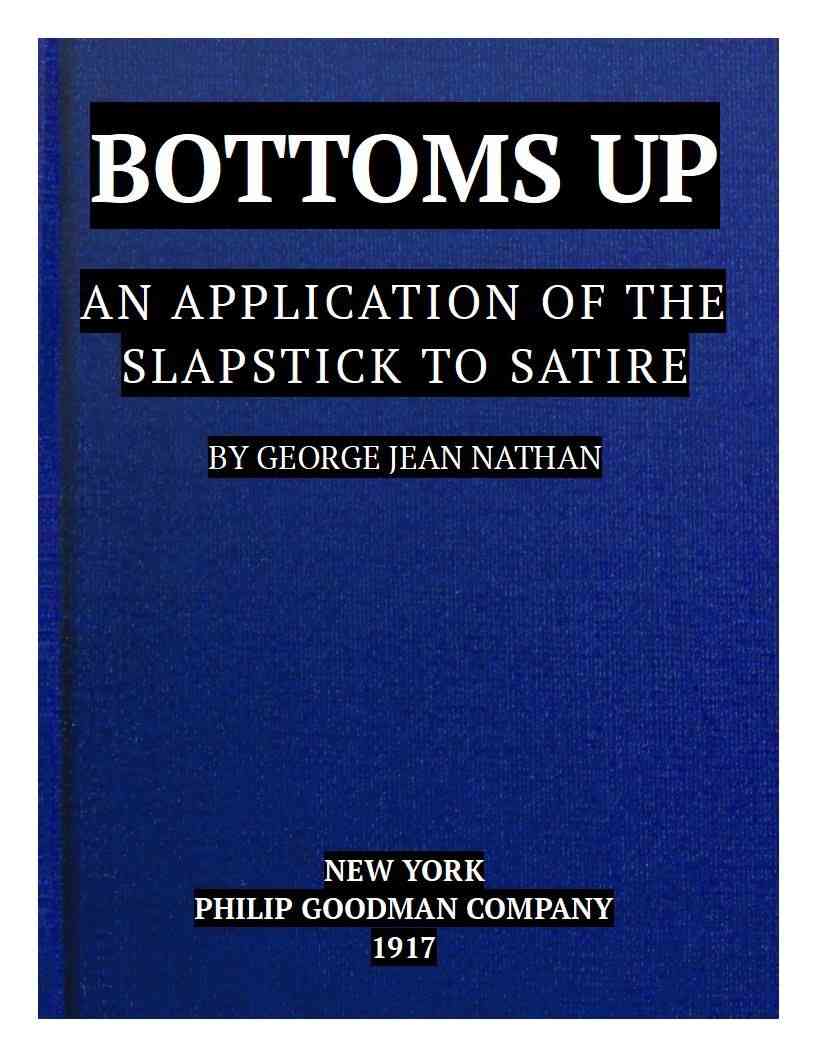 BOTTOMS UP
AN APPLICATION OF THE
SLAPSTICK TO SATIRE
BY GEORGE JEAN NATHAN
NEW YORK
PHILIP GOODMAN COMPANY
1917